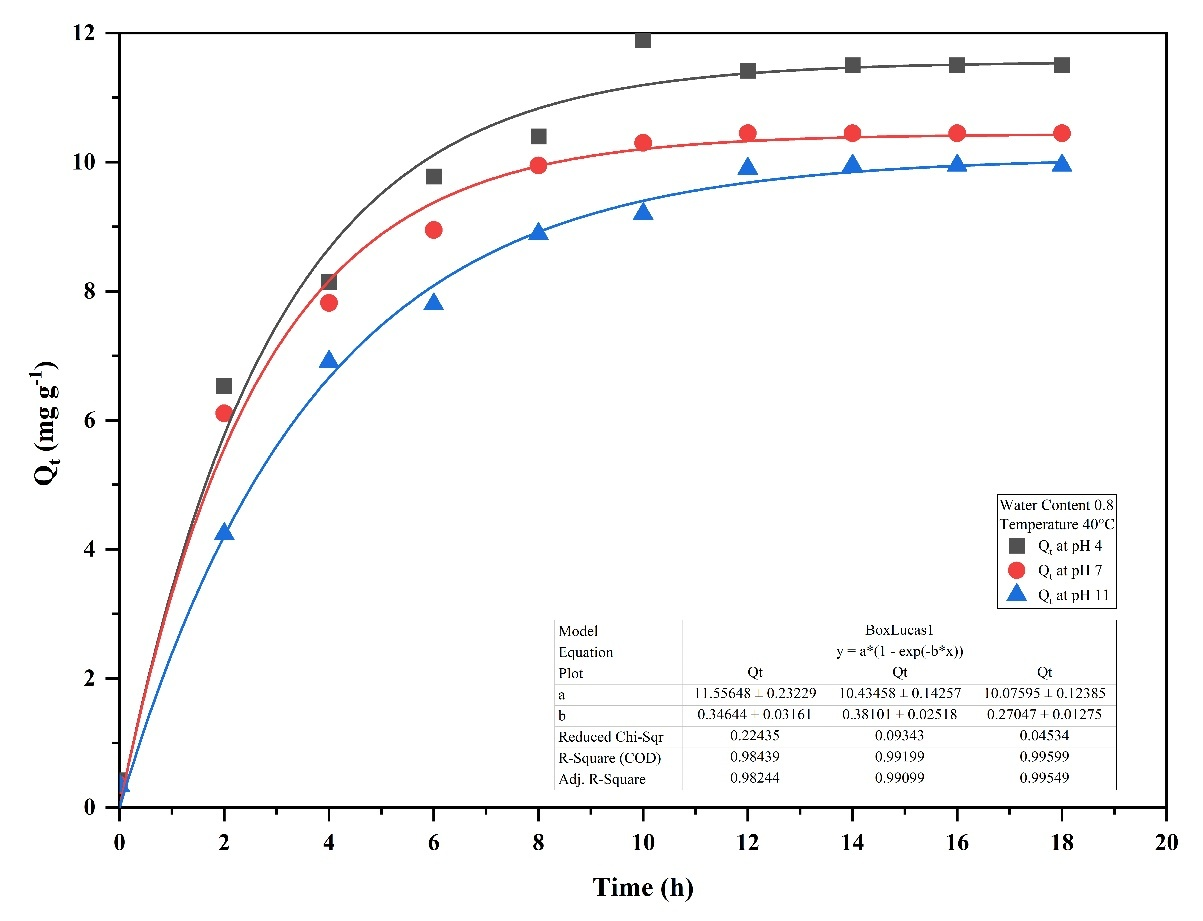 12
10
8
6
4
2
0
Qt (mg g-1)
0 2 4 6 8 10 12 14 16 18 20
Time (h)
Water Content 0.8
Temperature 40°C
Qt at pH 4
Qt at pH 7
Qt at pH 11
Model BoxLucas1
Equation y = a*(1 - exp(-b*x))
Plot Qt Qt Qt
a 11.55648 ± 0.23229 10.43458 ± 0.14257 10.07595 ± 0.12385
b 0.34644 ± 0.03161 0.38101 ± 0.02518 0.27047 ± 0.01275
Reduced Chi-Sqr 0.22435 0.09343 0.04534
R-Square (COD) 0.98439 0.99199 0.99599
Adj. R-Square 0.98244 0.99099 0.99549